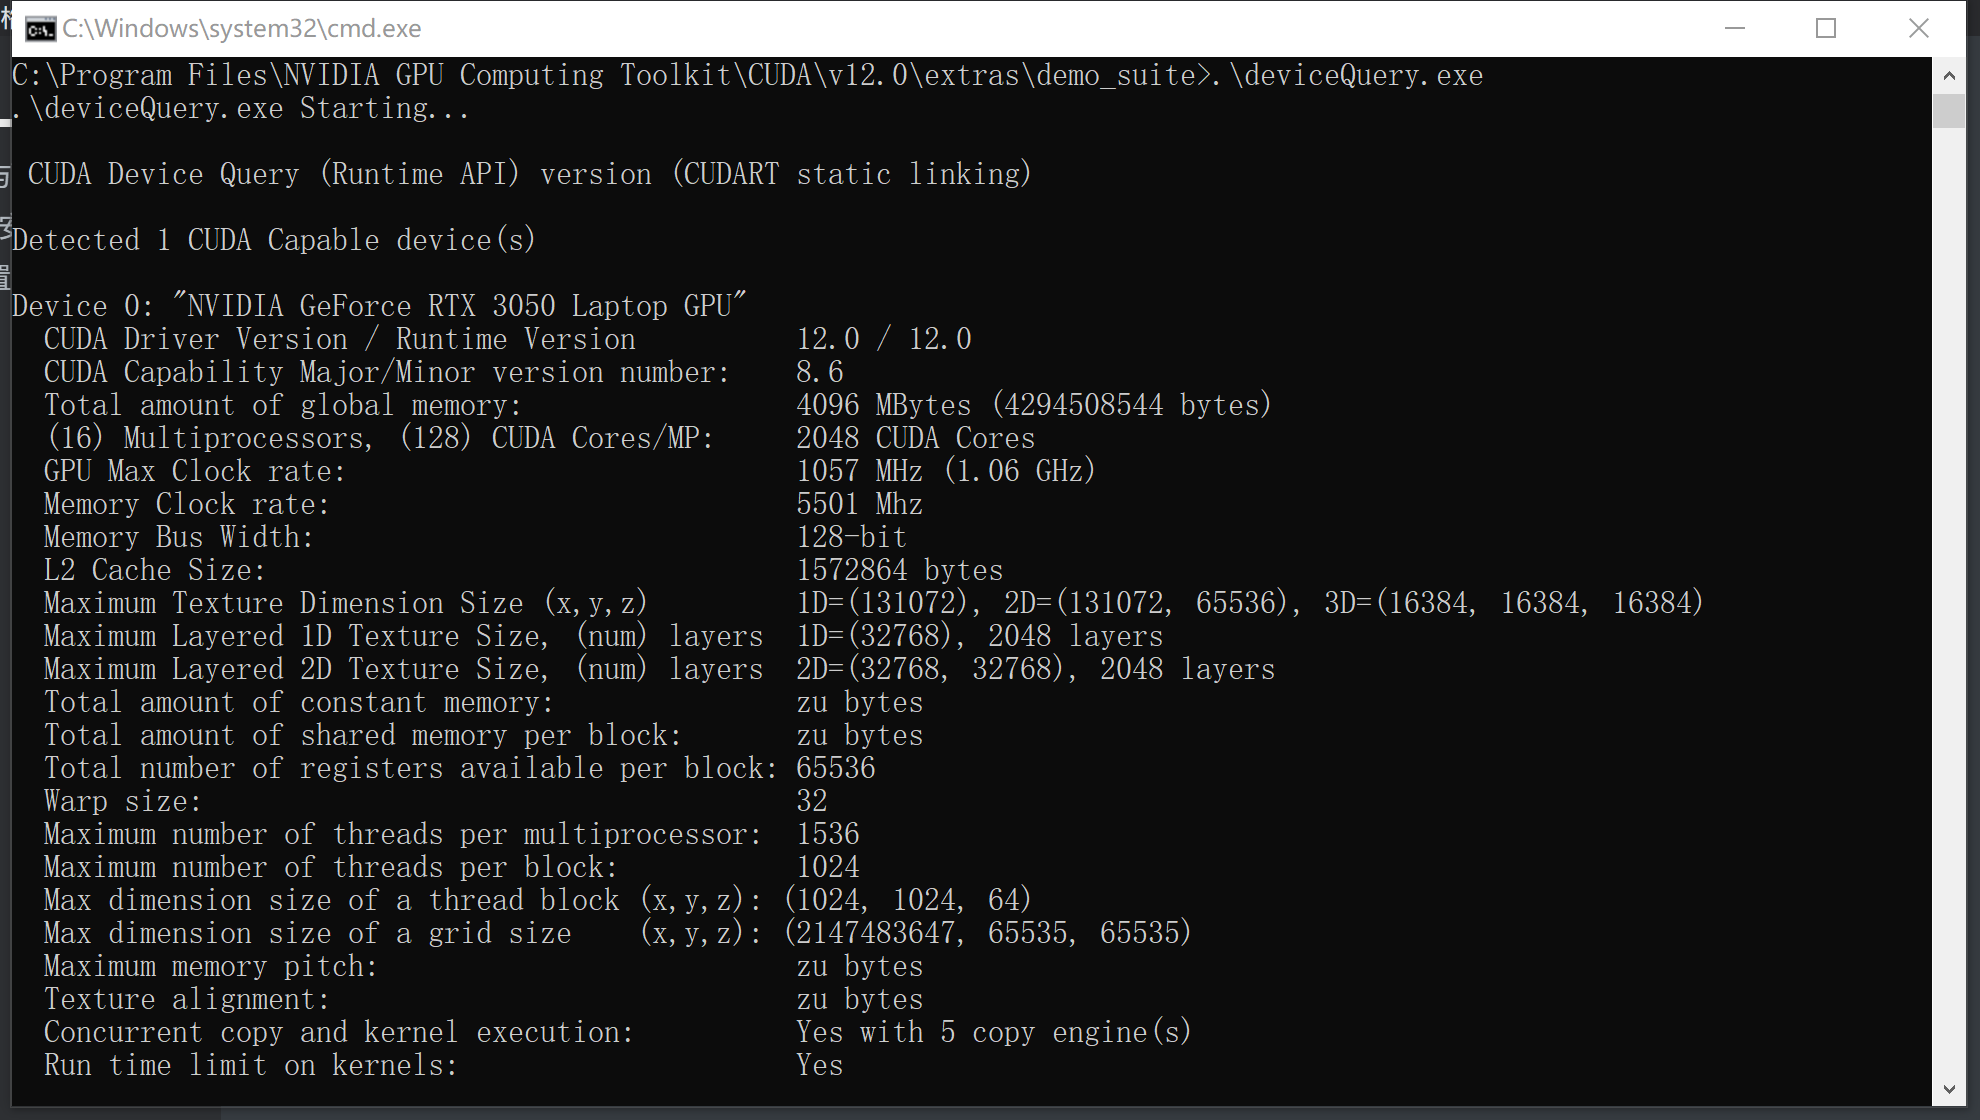 C:\Windows\system32\cmd.exe
C:\Program Files\NVIDIA GPU Computing Toolkit\CUDA\v12.0\extras\demo_suite>.\deviceQuery.exe
.\deviceQuery.exe Starting...
CUDA Device Query (Runtime API) version (CUDART static linking)
Detected 1 CUDA Capable device(s)
Device 0: "NVIDIA GeForce RTX 3050 Laptop GPU"
CUDA Driver Version / Runtime Version 12.0 / 12.0
CUDA Capability Major/Minor version number: 8.6
Total amount of global memory: 4096 MBytes (4294508544 bytes)
(16) Multiprocessors, (128) CUDA Cores/MP: 2048 CUDA Cores
GPU Max Clock rate: 1057 MHz (1.06 GHz)
Memory Clock rate: 5501 Mhz
Memory Bus Width: 128-bit
L2 Cache Size: 1572864 bytes
Maximum Texture Dimension Size (x,y,z) 1D=(131072), 2D=(131072, 65536), 3D=(16384, 16384, 16384)
Maximum Layered 1D Texture Size, (num) layers 1D=(32768), 2048 layers
Maximum Layered 2D Texture Size, (num) layers 2D=(32768, 32768), 2048 layers
Total amount of constant memory: zu bytes
Total amount of shared memory per block: zu bytes
Total number of registers available per block: 65536
Warp size: 32
Maximum number of threads per multiprocessor: 1536
Maximum number of threads per block: 1024
Max dimension size of a thread block (x,y,z): (1024, 1024, 64)
Max dimension size of a grid size (x,y,z): (2147483647, 65535, 65535)
Maximum memory pitch: zu bytes
Texture alignment: zu bytes
Concurrent copy and kernel execution: Yes with 5 copy engine(s)
Run time limit on kernels: Yes